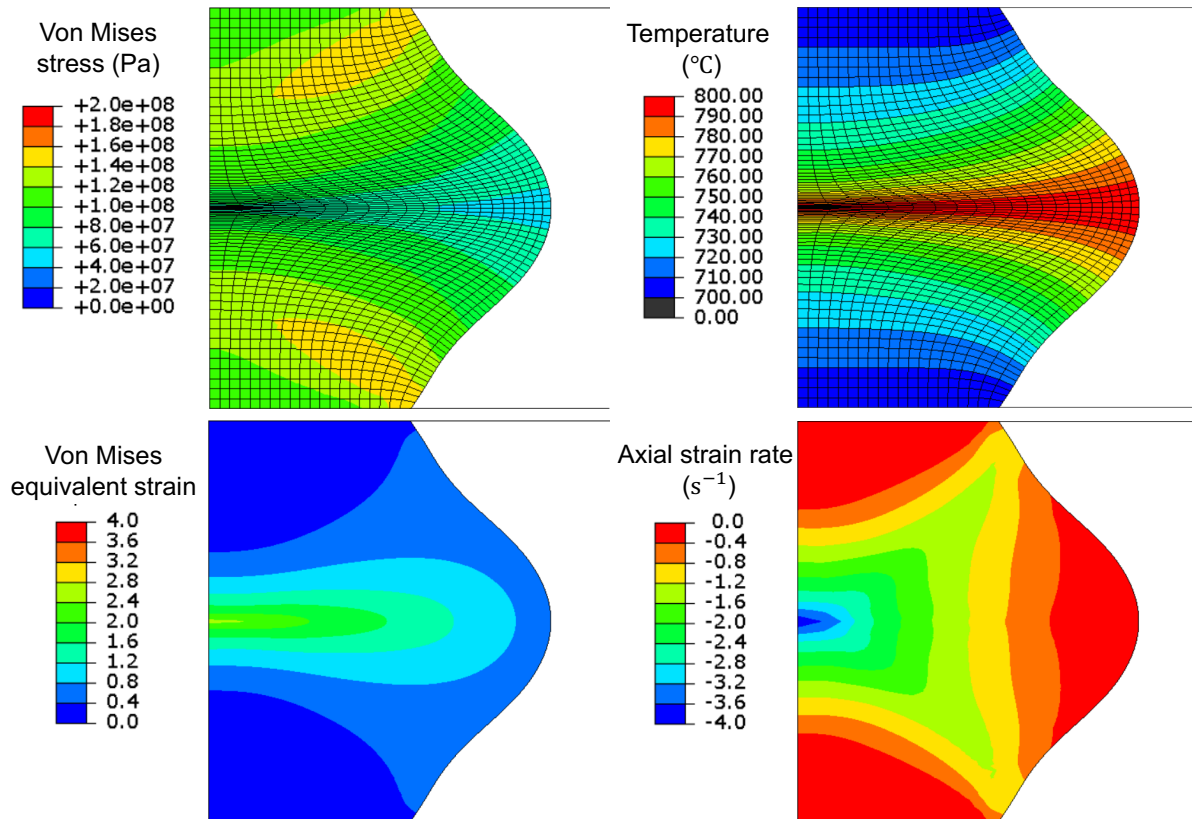 Von Mises
stress (Pa)
+2.0e+08
+1.8e+08
+1.6e+08
+1.4e+08
+1.2e+08
+1.0e+08
+8.0e+07
+6.0e+07
+4.0e+07
+2.0e+07
+0.0e+00
Temperature
(℃)
800.00
790.00
780.00
770.00
760.00
750.00
740.00
730.00
720.00
710.00
700.00
0.00
Von Mises
equivalent strain
4.0
3.6
3.2
2.8
2.4
2.0
1.6
1.2
0.8
0.4
0.0
Axial strain rate
(s⁻¹)
0.0
-0.4
-0.8
-1.2
-1.6
-2.0
-2.4
-2.8
-3.2
-3.6
-4.0